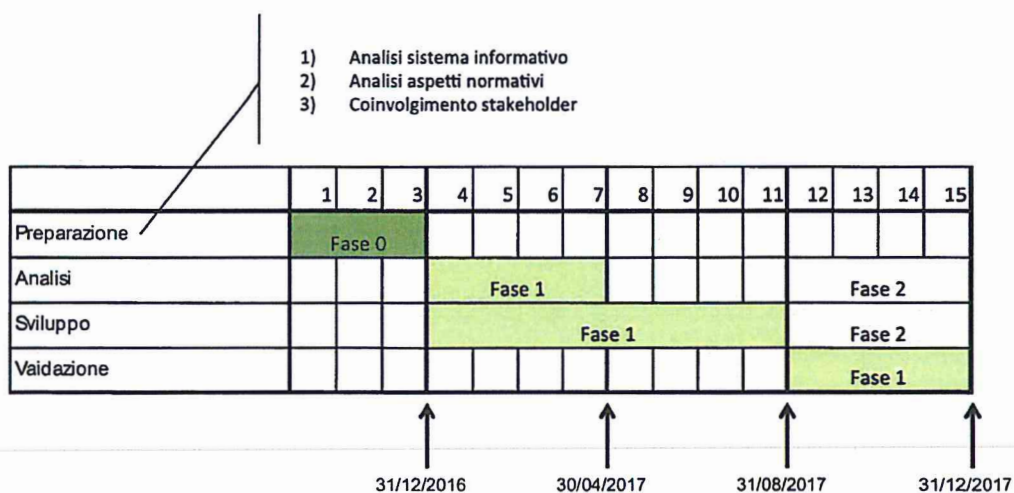 1) Analisi sistema informativo
2) Analisi aspetti normativi
3) Coinvolgimento stakeholder
1 2 3 4 5 6 7 8 9 10 11 12 13 14 15
Preparazione Fase 0
Analisi Fase 1 Fase 2
Sviluppo Fase 1 Fase 2
Vaidazione Fase 1
31/12/2016 30/04/2017 31/08/2017 31/12/2017